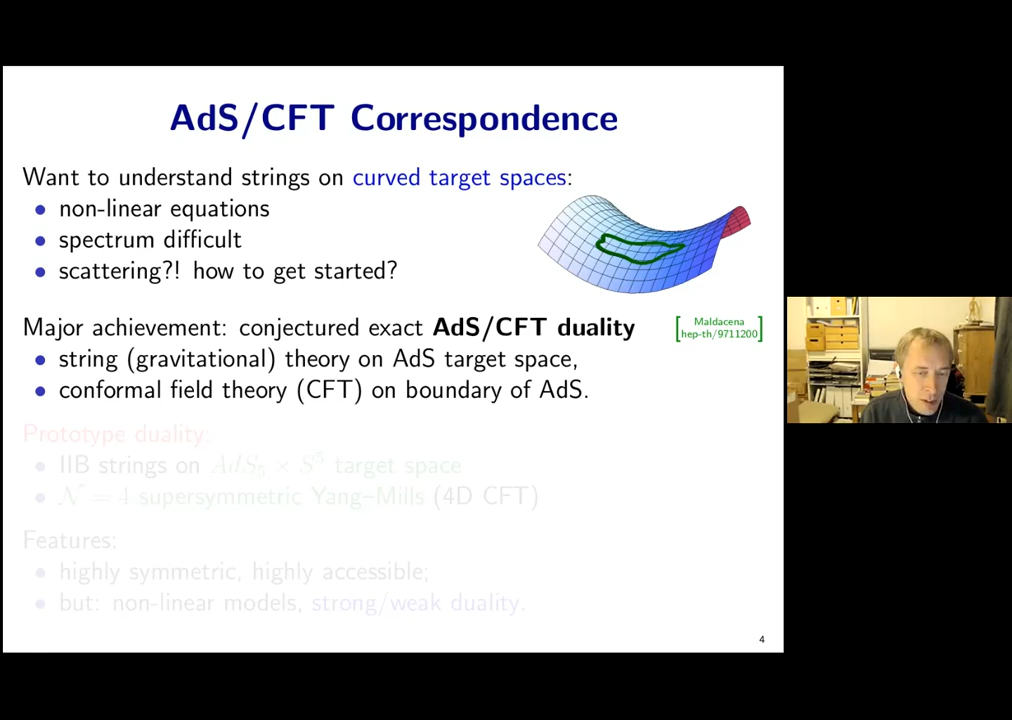 AdS/CFT Correspondence
Want to understand strings on curved target spaces:
• non-linear equations
• spectrum difficult
• scattering?! how to get started?
Major achievement: conjectured exact AdS/CFT duality
[Maldacena
hep-th/9711200]
• string (gravitational) theory on AdS target space,
• conformal field theory (CFT) on boundary of AdS.
Prototype duality:
• IIB strings on AdS₅ × S⁵ target space
• 𝒩 = 4 supersymmetric Yang–Mills (4D CFT)
Features:
• highly symmetric, highly accessible;
• but: non-linear models, strong/weak duality.
4